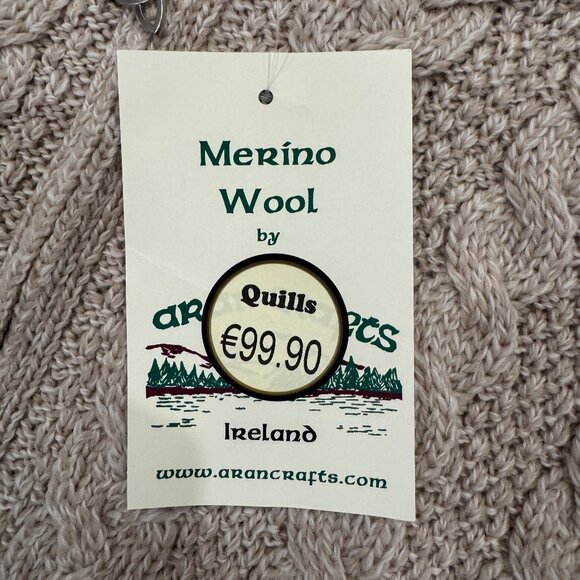 Merino
Wool
by
Quills
€99.90
Ireland
www.arancrafts.com